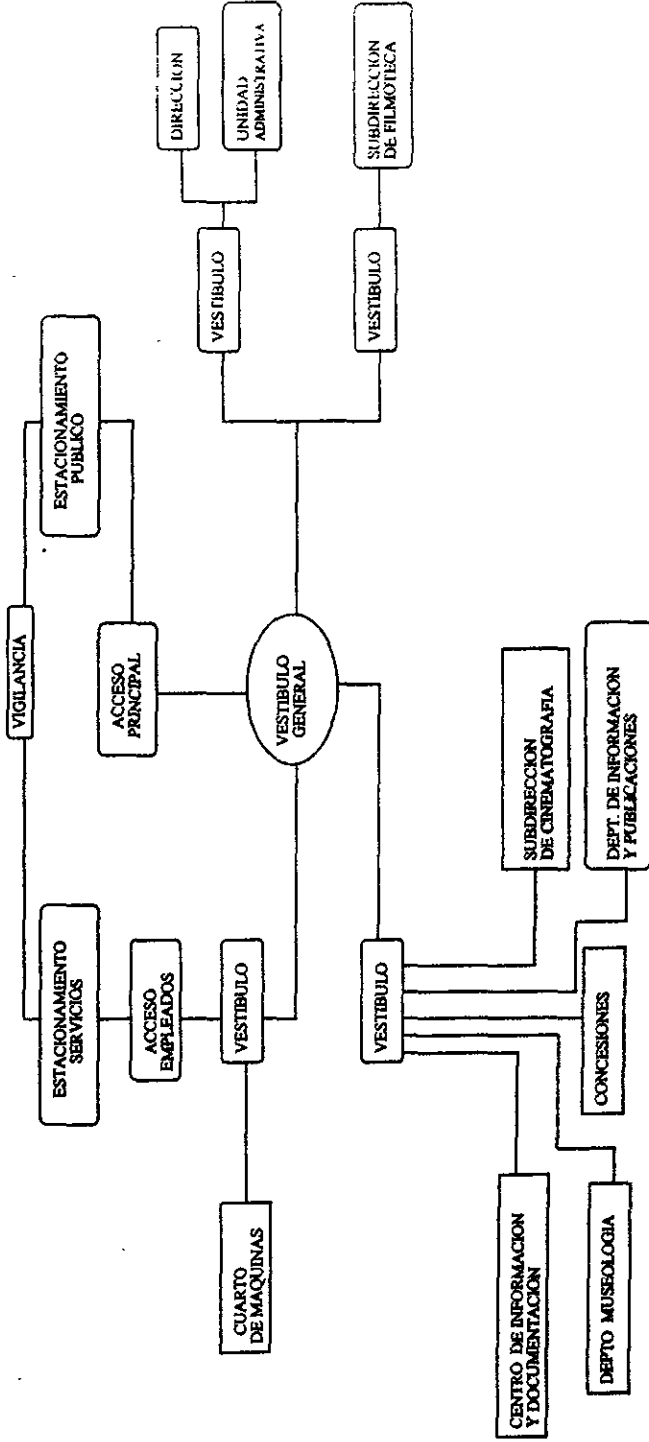 VIGILANCIA
ESTACIONAMIENTO
SERVICIOS
ESTACIONAMIENTO
PUBLICO
ACCESO
EMPLEADOS
ACCESO
PRINCIPAL
VESTIBULO
CUARTO
DE MAQUINAS
VESTIBULO
GENERAL
VESTIBULO
DIRECCION
UNIDAD
ADMINISTRATIVA
VESTIBULO
SUBDIRECCION
DE FILMOTECA
VESTIBULO
CENTRO DE INFORMACION
Y DOCUMENTACION
DEPTO MUSEOLOGIA
CONCESIONES
SUBDIRECCION
DE CINEMATOGRAFIA
DEPT. DE INFORMACION
Y PUBLICACIONES